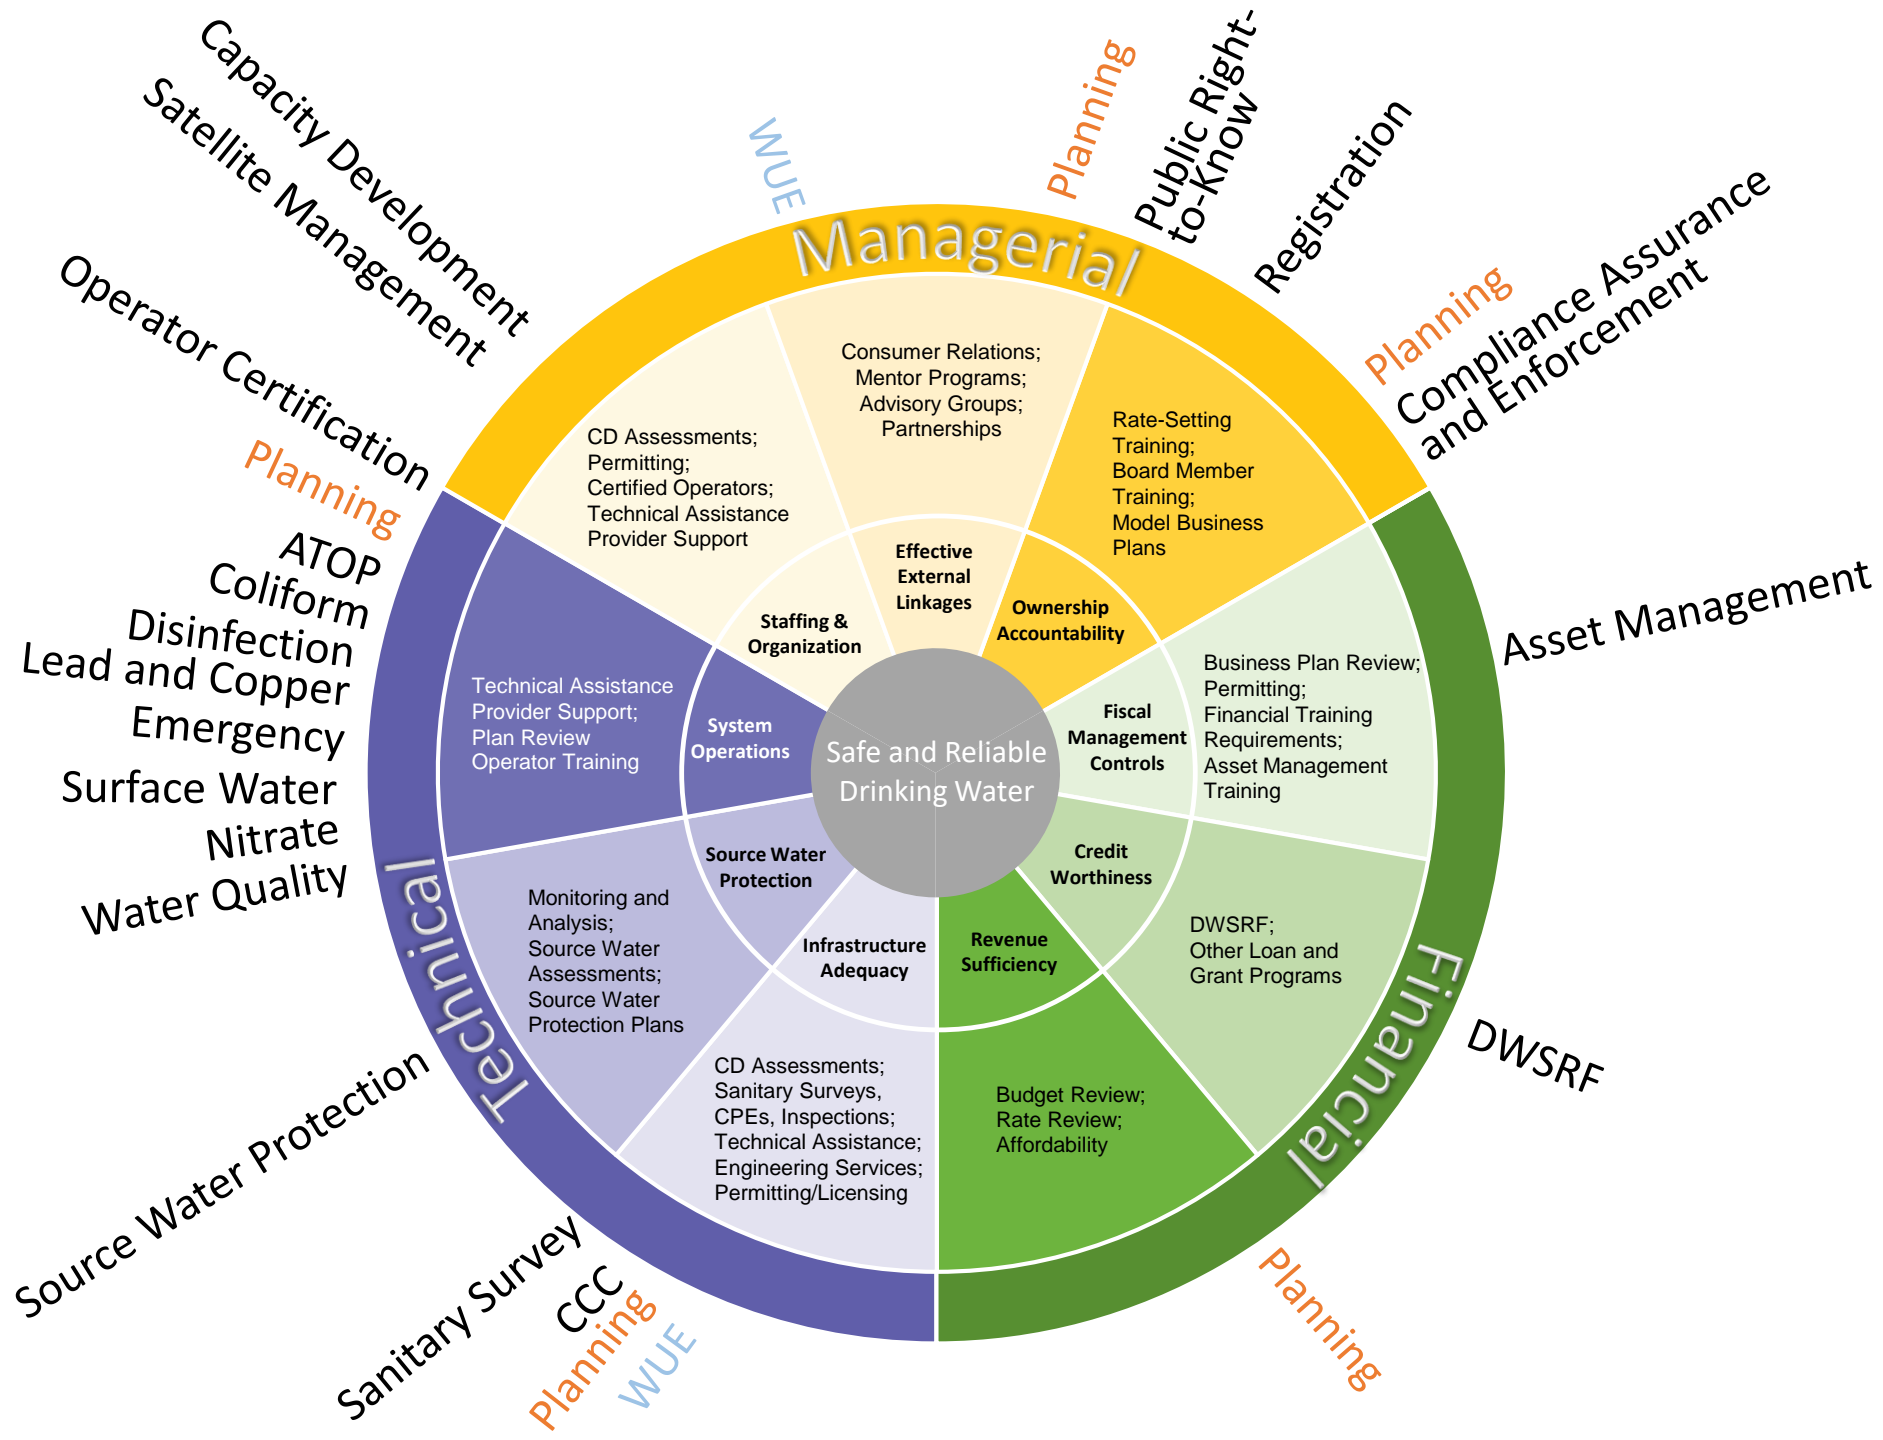 Capacity Development
Satellite Management
Operator Certification
Planning
ATOP
Coliform
Disinfection
Lead and Copper
Emergency
Surface Water
Nitrate
Water Quality
Source Water Protection
Sanitary Survey
CCC
Planning
WUE
WUE
Planning
Public Right-
to-Know
Registration
Planning
Compliance Assurance
and Enforcement
Asset Management
DWSRF
Planning
Managerial
Technical
Financial
CD Assessments;
Permitting;
Certified Operators;
Technical Assistance
Provider Support
Consumer Relations;
Mentor Programs;
Advisory Groups;
Partnerships
Rate-Setting
Training;
Board Member
Training;
Model Business
Plans
Staffing &
Organization
Effective
External
Linkages
Ownership
Accountability
Technical Assistance
Provider Support;
Plan Review
Operator Training
System
Operations
Safe and Reliable
Drinking Water
Fiscal
Management
Controls
Business Plan Review;
Permitting;
Financial Training
Requirements;
Asset Management
Training
Source Water
Protection
Monitoring and
Analysis;
Source Water
Assessments;
Source Water
Protection Plans
Infrastructure
Adequacy
CD Assessments;
Sanitary Surveys,
CPEs, Inspections;
Technical Assistance;
Engineering Services;
Permitting/Licensing
Revenue
Sufficiency
Budget Review;
Rate Review;
Affordability
Credit
Worthiness
DWSRF;
Other Loan and
Grant Programs